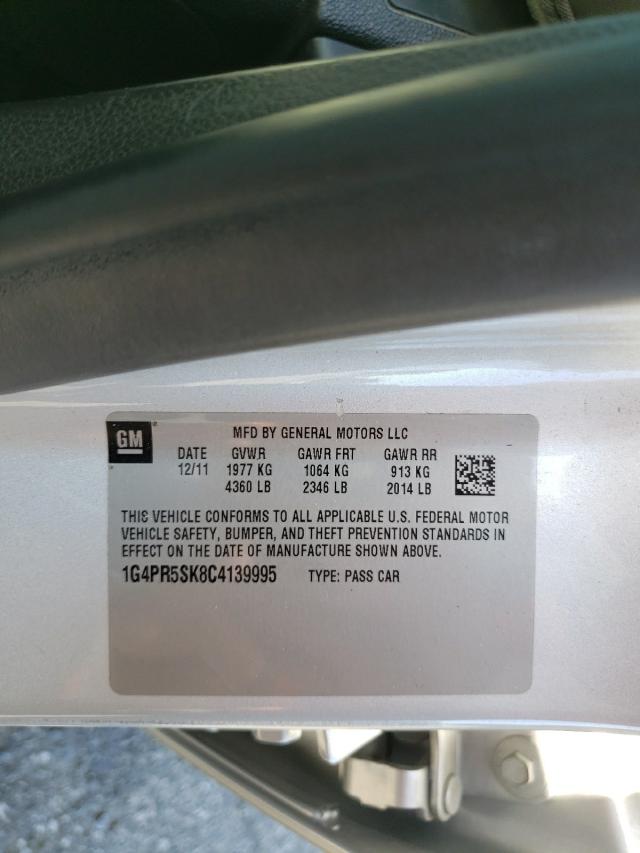 GM
MFD BY GENERAL MOTORS LLC
DATE GVWR GAWR FRT GAWR RR
12/11 1977 KG 1064 KG 913 KG
4360 LB 2346 LB 2014 LB
THIS VEHICLE CONFORMS TO ALL APPLICABLE U.S. FEDERAL MOTOR
VEHICLE SAFETY, BUMPER, AND THEFT PREVENTION STANDARDS IN
EFFECT ON THE DATE OF MANUFACTURE SHOWN ABOVE.
1G4PR5SK8C4139995 TYPE: PASS CAR